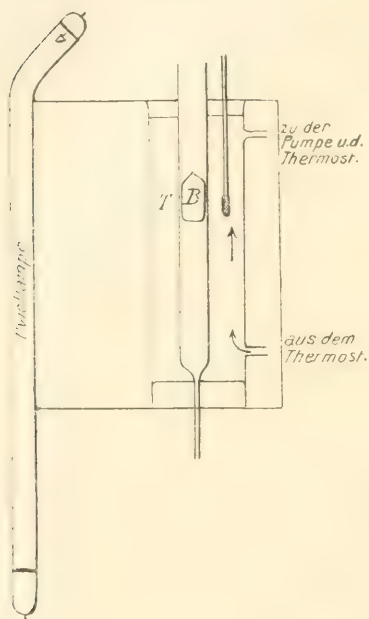 zu der
Pumpe u.d.
Thermost.
T B
aus dem
Thermost.